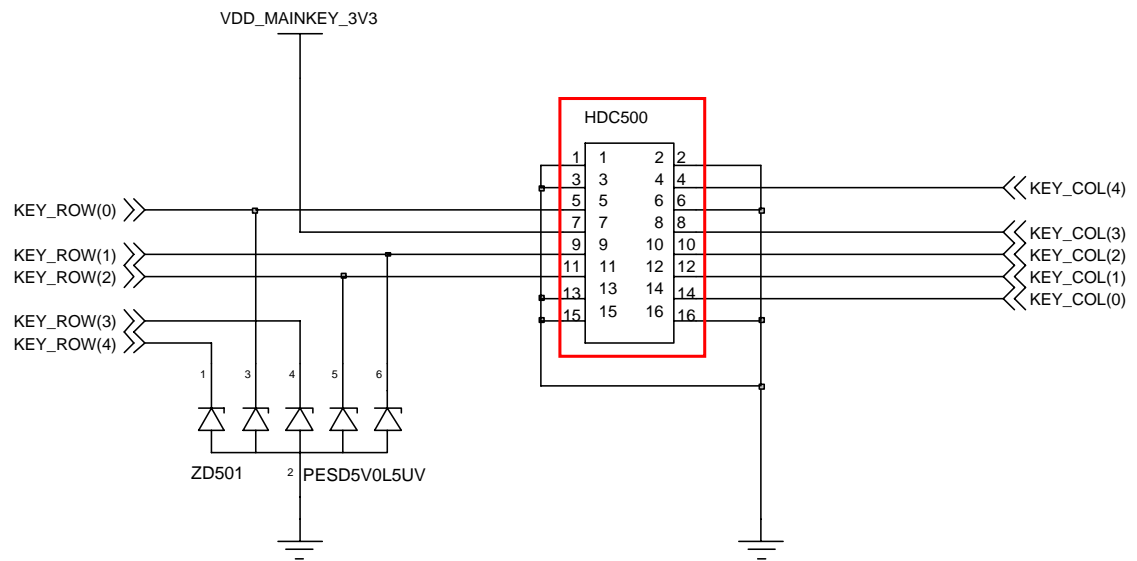 VDD_MAINKEY_3V3
HDC500
1 1 2 2
3 3 4 4 KEY_COL(4)
KEY_ROW(0) 5 5 6 6
7 7 8 8 KEY_COL(3)
KEY_ROW(1) 9 9 10 10 KEY_COL(2)
KEY_ROW(2) 11 11 12 12 KEY_COL(1)
13 13 14 14 KEY_COL(0)
KEY_ROW(3) 15 15 16 16
KEY_ROW(4)
1 3 4 5 6
ZD501 2 PESD5V0L5UV